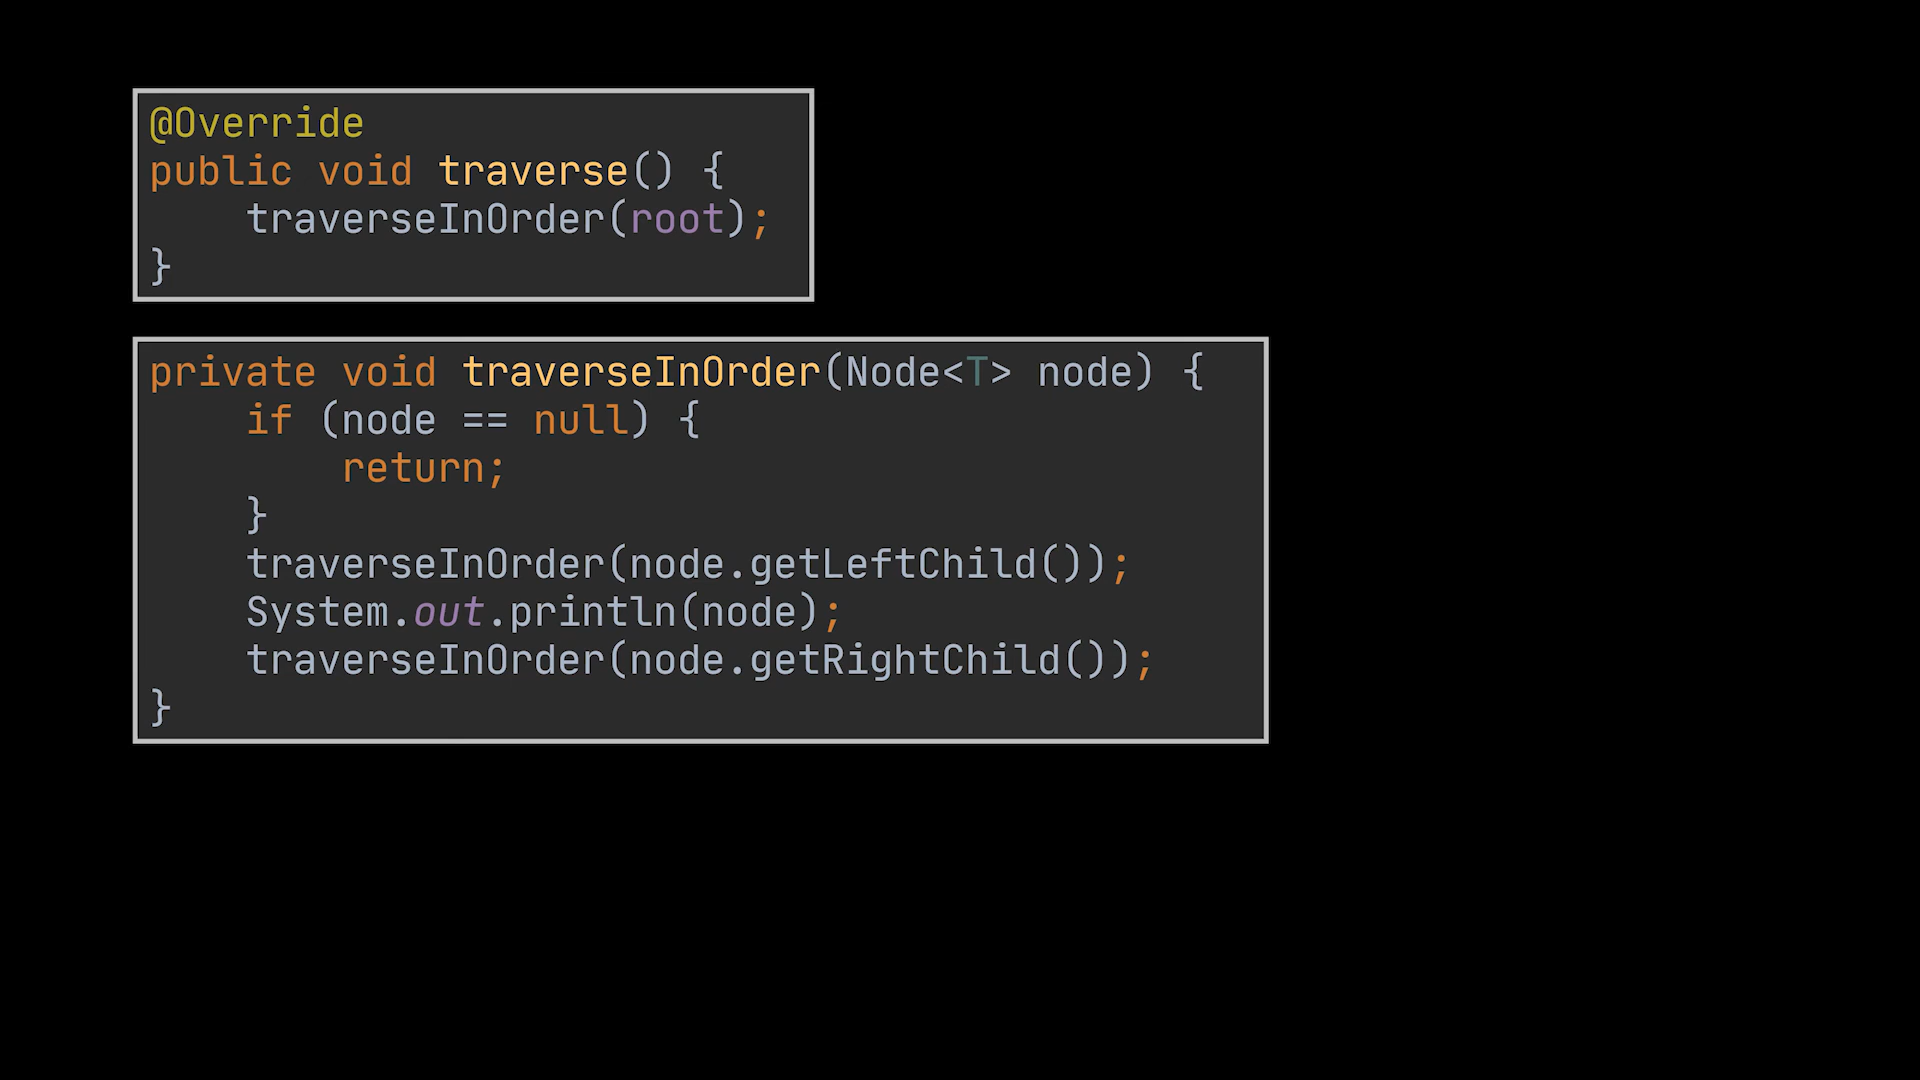 @Override
public void traverse() {
    traverseInOrder(root);
}
private void traverseInOrder(Node<T> node) {
    if (node == null) {
        return;
    }
    traverseInOrder(node.getLeftChild());
    System.out.println(node);
    traverseInOrder(node.getRightChild());
}